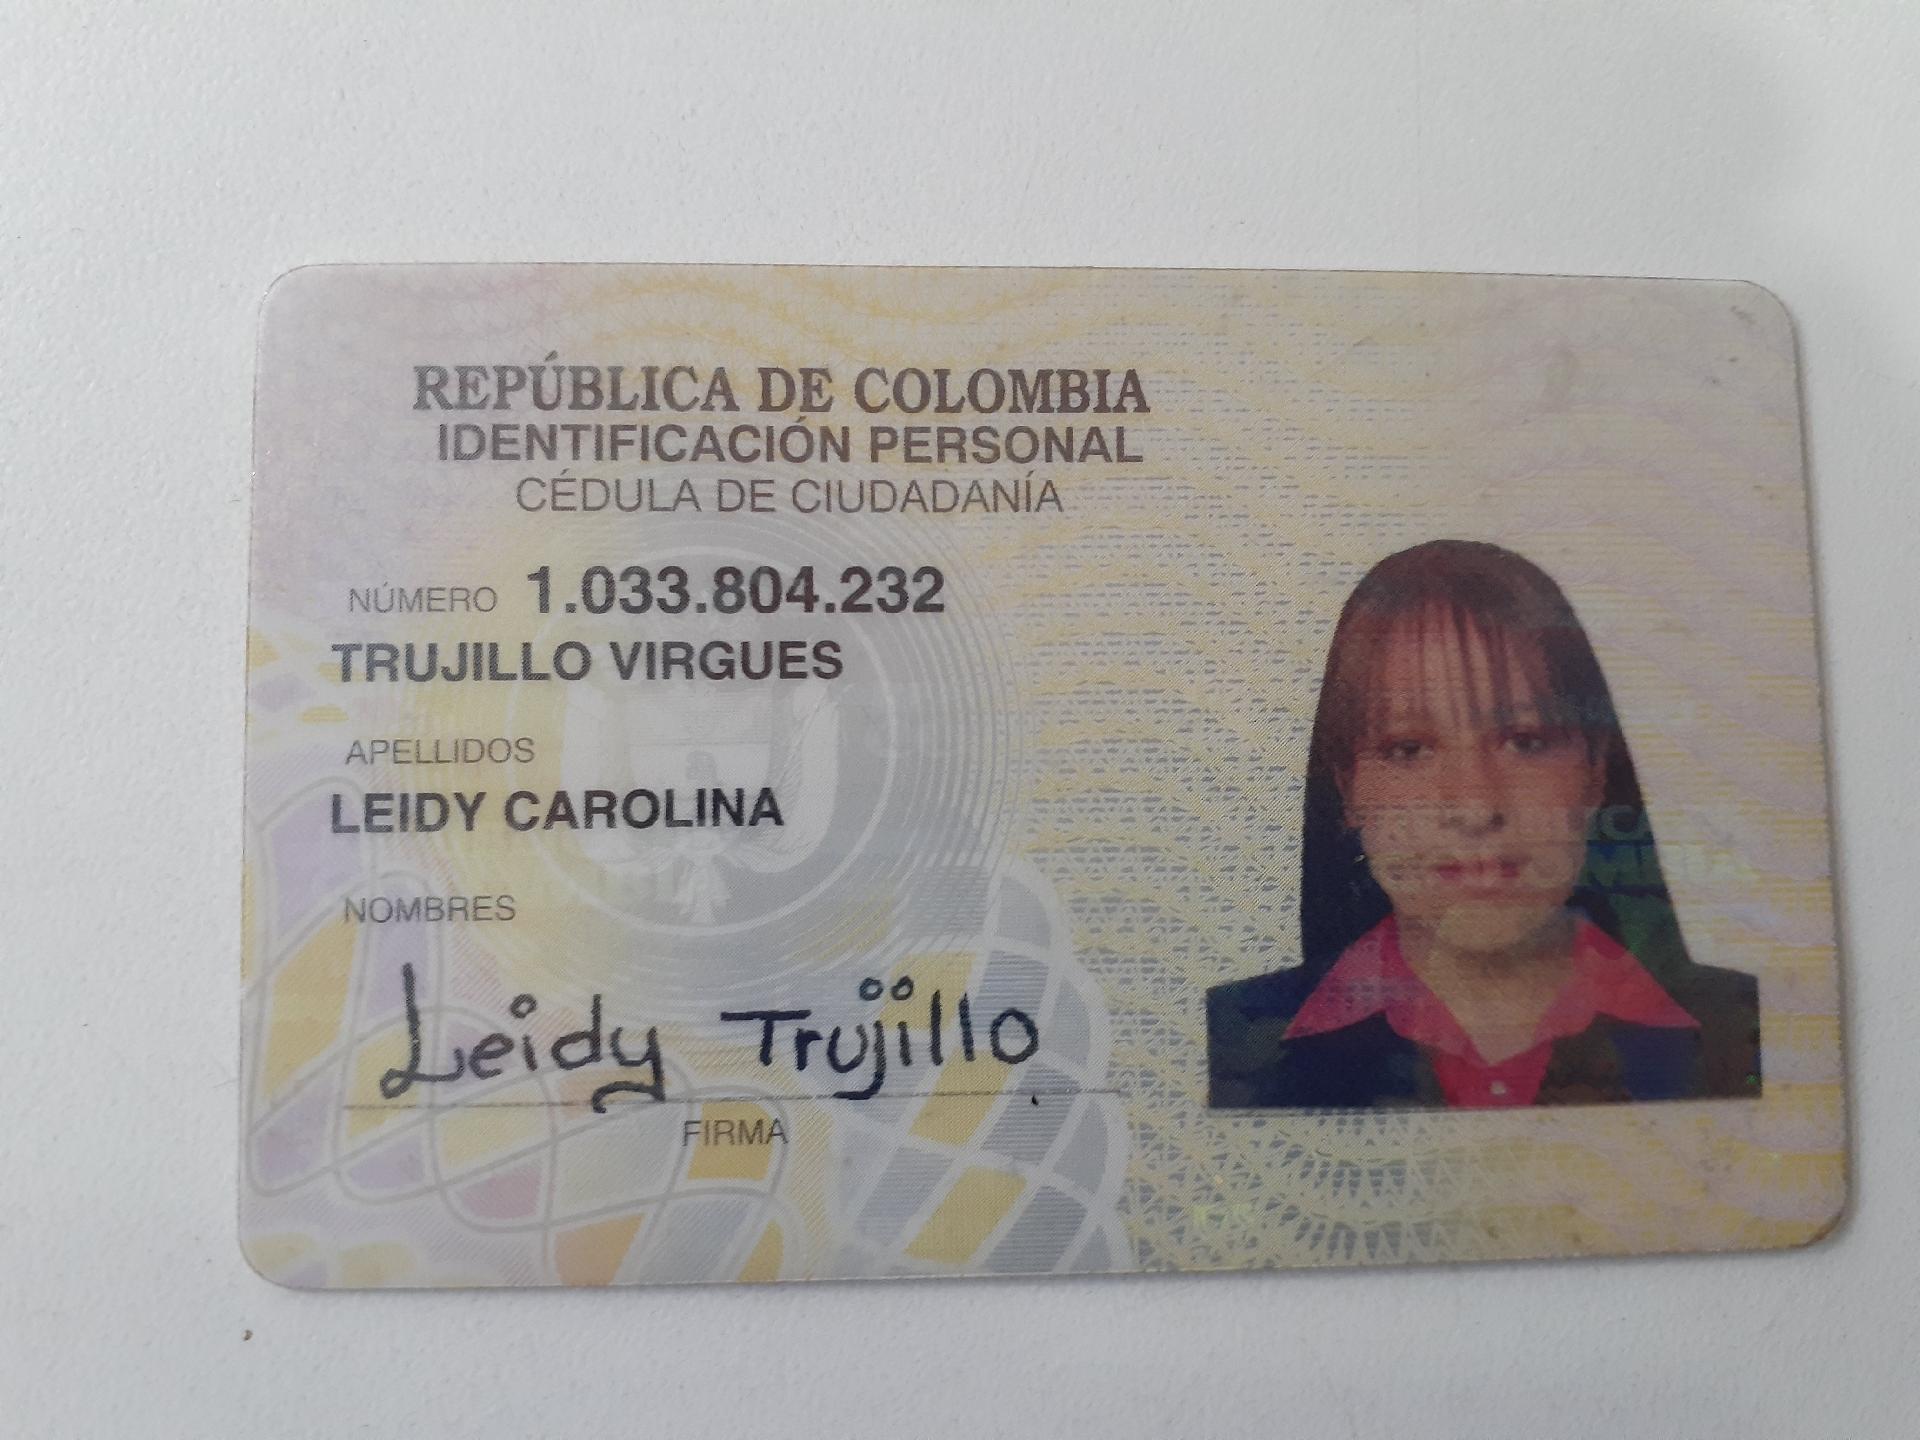 REPÚBLICA DE COLOMBIA
IDENTIFICACIÓN PERSONAL
CÉDULA DE CIUDADANÍA
NÚMERO 1.033.804.232
TRUJILLO VIRGUES
APELLIDOS
LEIDY CAROLINA
NOMBRES
Leidy Trujillo
FIRMA